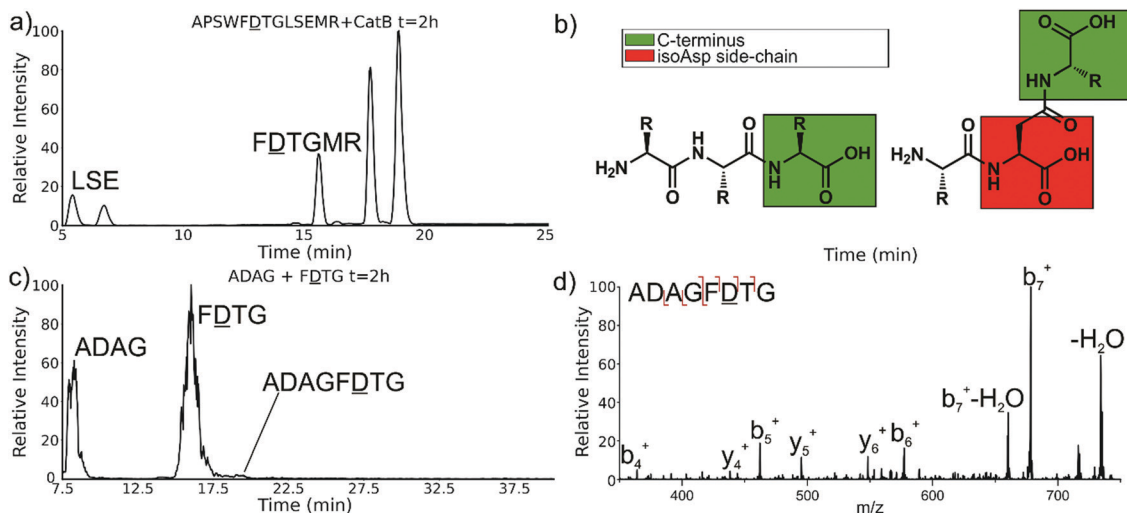 a)
APSWFDTGLSEMR+CatB t=2h
Relative Intensity
100
80
60
40
20
0
LSE
FDTGMR
5
10
15
20
25
Time (min)
b)
C-terminus
isoAsp side-chain
H₂N
R
O
H
N
R
O
N
H
R
O
OH
H₂N
R
O
N
H
O
OH
O
N
H
R
O
OH
c)
ADAG + FDTG t=2h
Relative Intensity
100
80
60
40
20
0
ADAG
FDTG
ADAGFDTG
7.5
12.5
17.5
22.5
27.5
32.5
37.5
Time (min)
Time (min)
d)
ADAGFDTG
Relative Intensity
100
80
60
40
20
0
b₄⁺
y₄⁺
b₅⁺
y₅⁺
y₆⁺
b₆⁺
b₇⁺-H₂O
b₇⁺
-H₂O
400
500
600
700
m/z